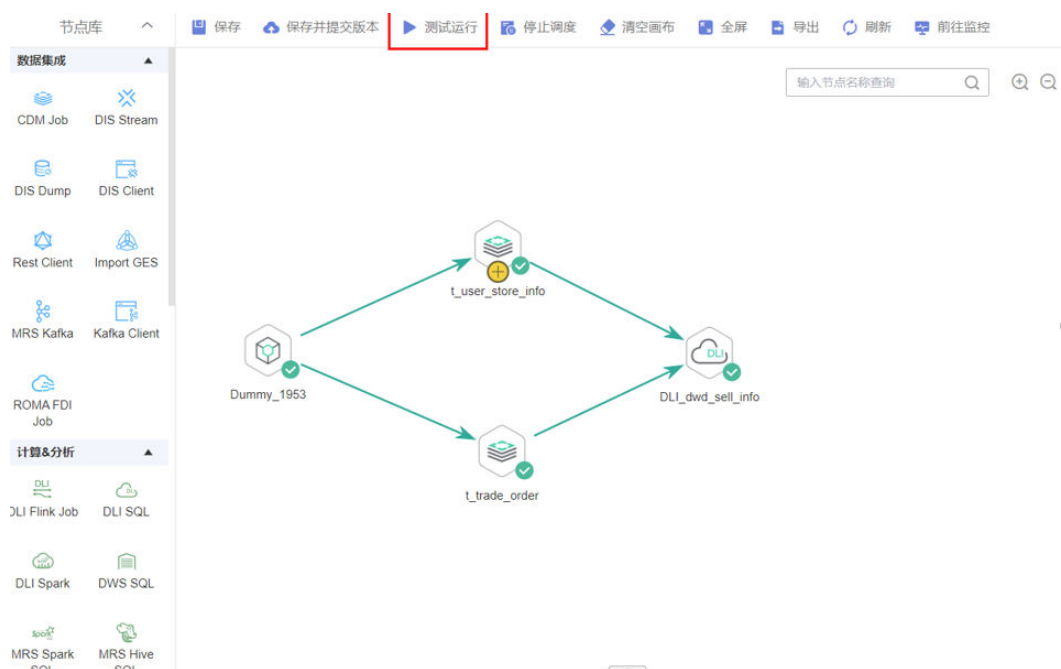 节点库
保存
保存并提交版本
测试运行
停止调度
清空画布
全屏
导出
刷新
前往监控
数据集成
输入节点名称查询
CDM Job
DIS Stream
DIS Dump
DIS Client
Rest Client
Import GES
MRS Kafka
Kafka Client
ROMA FDI
Job
计算&分析
DLI
DLI Flink Job
DLI SQL
DLI Spark
DWS SQL
MRS Spark
MRS Hive
t_user_store_info
Dummy_1953
DLI
DLI_dwd_sell_info
t_trade_order